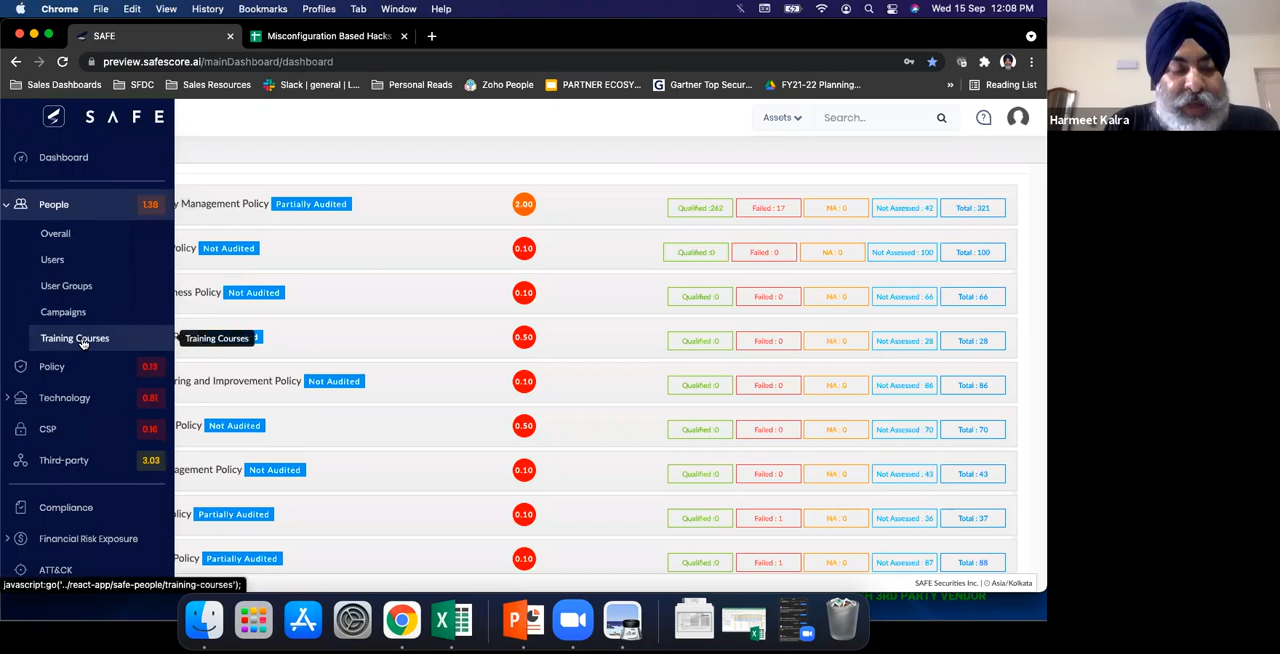 Chrome File Edit View History Bookmarks Profiles Tab Window Help Wed 15 Sep 12:08 PM
SAFE Misconfiguration Based Hacks
preview.safescore.ai/mainDashboard/dashboard
Sales Dashboards SFDC Sales Resources Slack | general | L... Personal Reads Zoho People PARTNER ECOSY... Gartner Top Secur... FY21-22 Planning... » Reading List
SAFE Assets Search...
Harmeet Kalra
Dashboard
People 1.38
y Management Policy Partially Audited 2.00 Qualified :262 Failed : 17 NA : 0 Not Assessed : 42 Total : 321
Overall
olicy Not Audited 0.10 Qualified :0 Failed : 0 NA : 0 Not Assessed : 100 Total : 100
Users
User Groups
ness Policy Not Audited 0.10 Qualified :0 Failed : 0 NA : 0 Not Assessed : 66 Total : 66
Campaigns
Training Courses Training Courses 0.50 Qualified :0 Failed : 0 NA : 0 Not Assessed : 28 Total : 28
Policy 0.13
ring and Improvement Policy Not Audited 0.10 Qualified :0 Failed : 0 NA : 0 Not Assessed : 86 Total : 86
Technology 0.81
CSP 0.16
Policy Not Audited 0.50 Qualified :0 Failed : 0 NA : 0 Not Assessed : 70 Total : 70
Third-party 3.03
agement Policy Not Audited 0.10 Qualified :0 Failed : 0 NA : 0 Not Assessed : 43 Total : 43
Compliance
olicy Partially Audited 0.10 Qualified :0 Failed : 1 NA : 0 Not Assessed : 36 Total : 37
Financial Risk Exposure
Policy Partially Audited 0.10 Qualified :0 Failed : 1 NA : 0 Not Assessed : 87 Total : 88
ATT&CK
javascript:go('../react-app/safe-people/training-courses');
SAFE Securities Inc. | Asia/Kolkata
3RD PARTY VENDOR